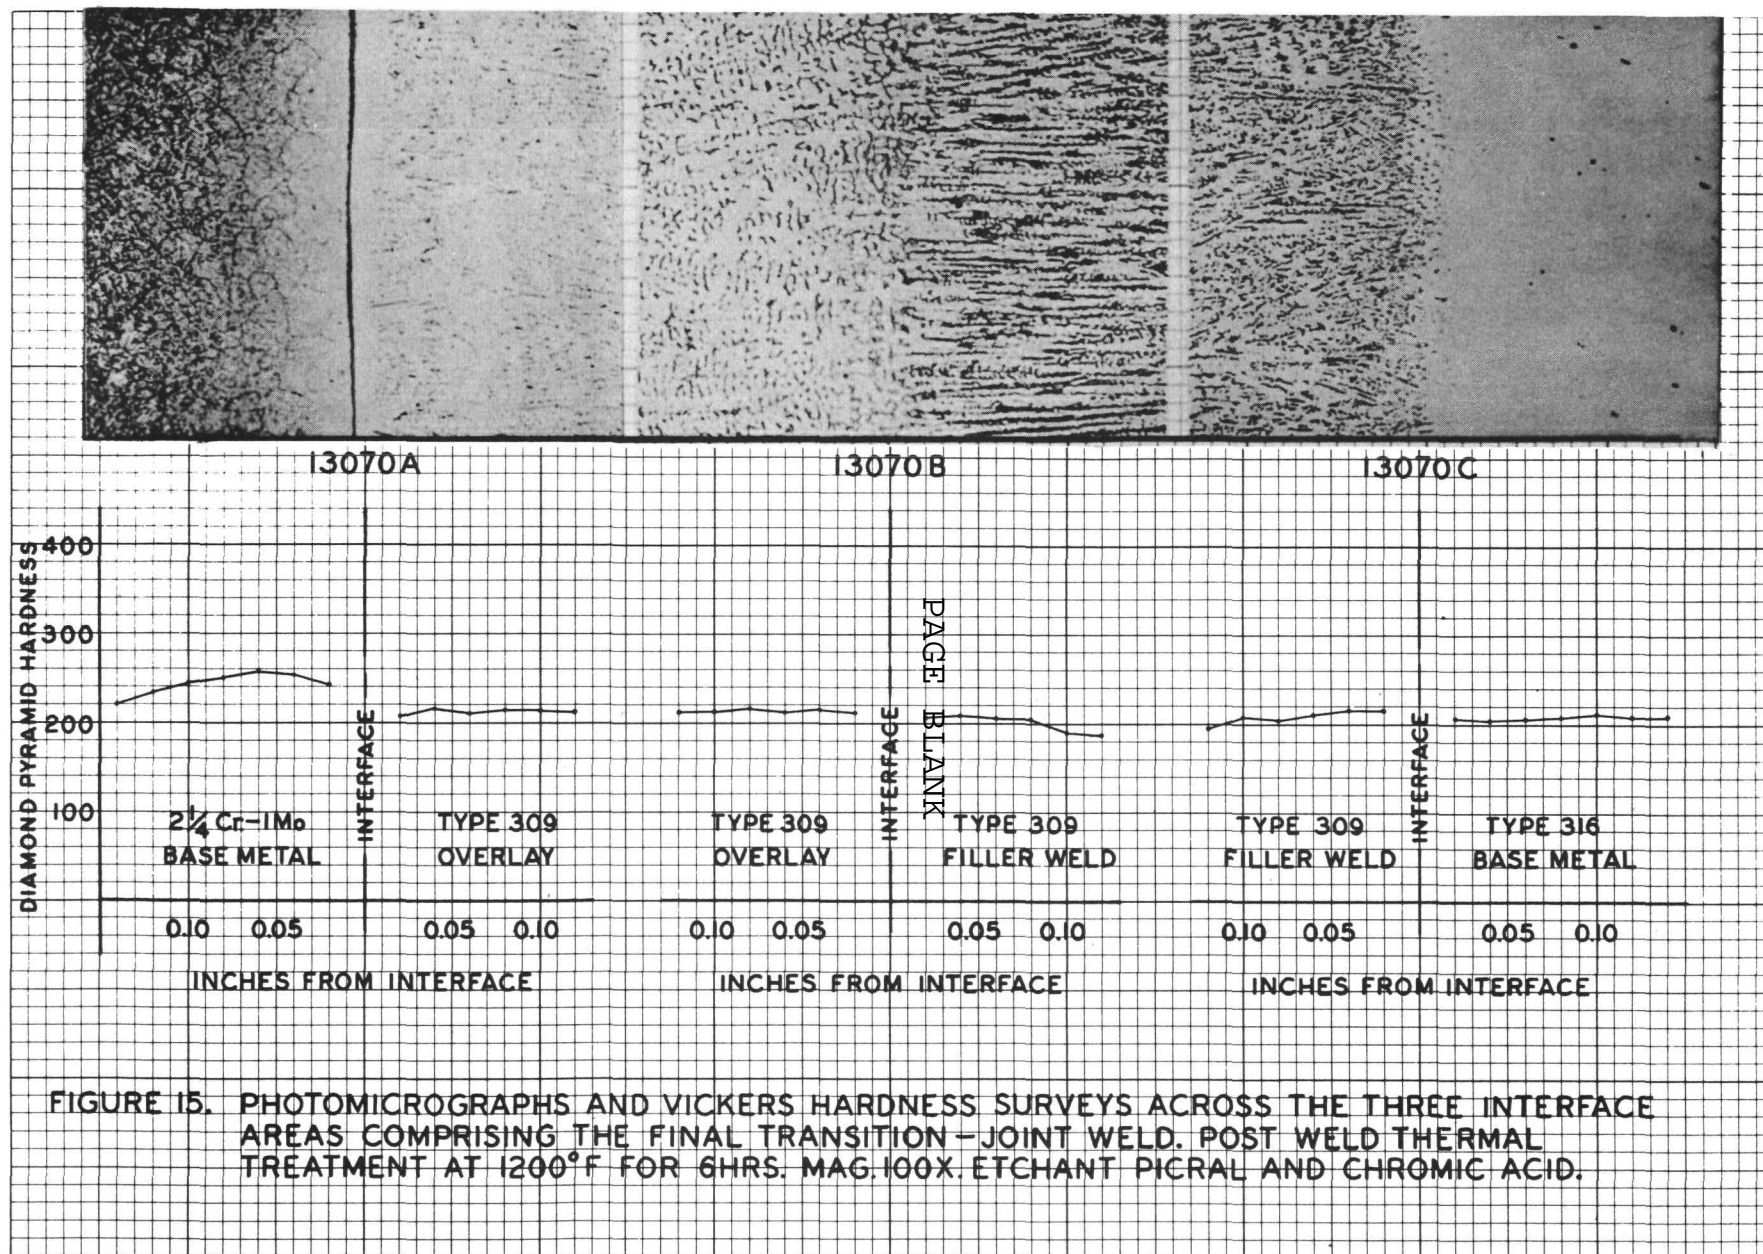 13070A 13070B 13070C
DIAMOND PYRAMID HARDNESS
400
300
200
100
INTERFACE
INTERFACE
INTERFACE
PAGE BLANK
2¼ Cr.-1Mo
BASE METAL
TYPE 309
OVERLAY
TYPE 309
OVERLAY
TYPE 309
FILLER WELD
TYPE 309
FILLER WELD
TYPE 316
BASE METAL
0.10 0.05 0.05 0.10 0.10 0.05 0.05 0.10 0.10 0.05 0.05 0.10
INCHES FROM INTERFACE INCHES FROM INTERFACE INCHES FROM INTERFACE
FIGURE 15. PHOTOMICROGRAPHS AND VICKERS HARDNESS SURVEYS ACROSS THE THREE INTERFACE
AREAS COMPRISING THE FINAL TRANSITION-JOINT WELD. POST WELD THERMAL
TREATMENT AT 1200°F FOR 6HRS. MAG. 100X. ETCHANT PICRAL AND CHROMIC ACID.